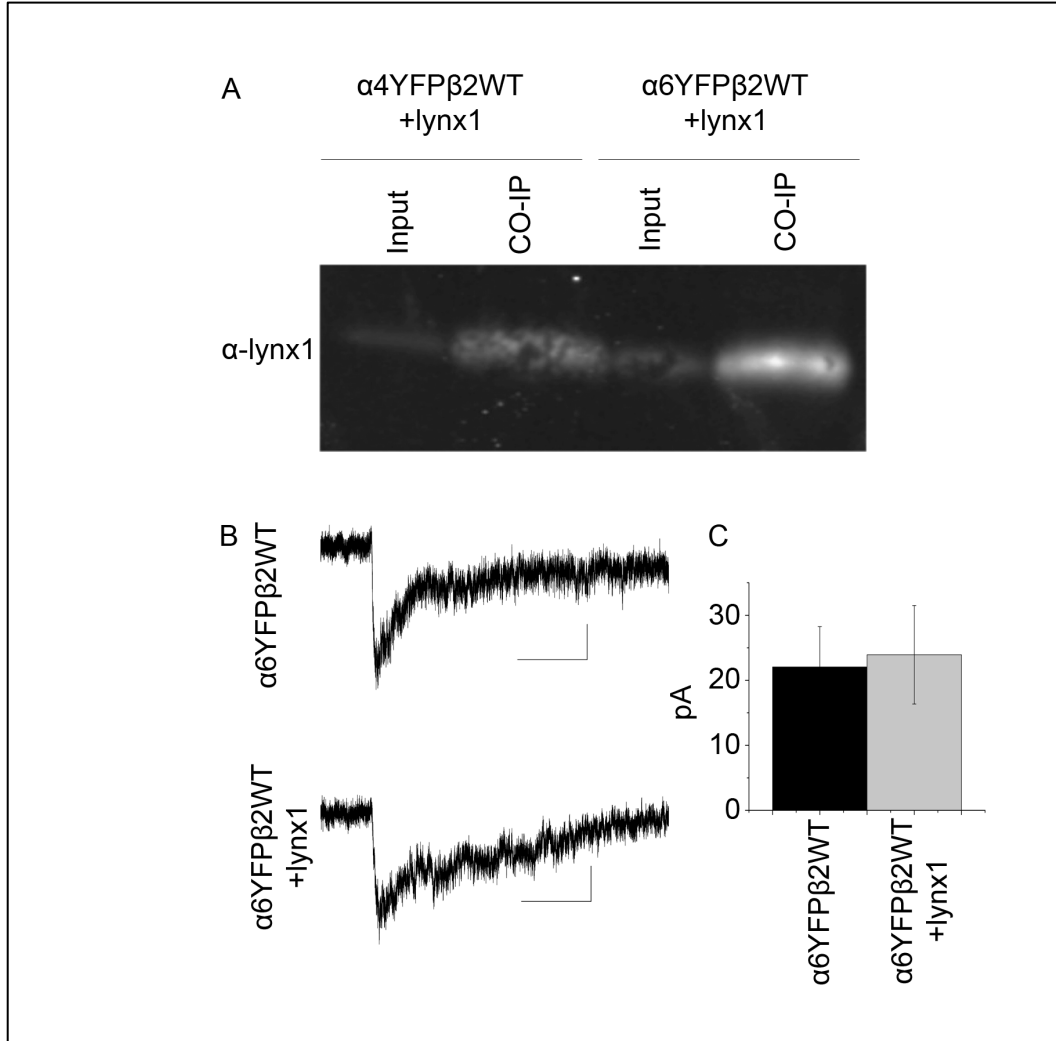 A
α4YFPβ2WT
+lynx1
α6YFPβ2WT
+lynx1
Input
CO-IP
Input
CO-IP
α-lynx1
B
α6YFPβ2WT
α6YFPβ2WT
+lynx1
C
pA
30
20
10
0
α6YFPβ2WT
α6YFPβ2WT
+lynx1